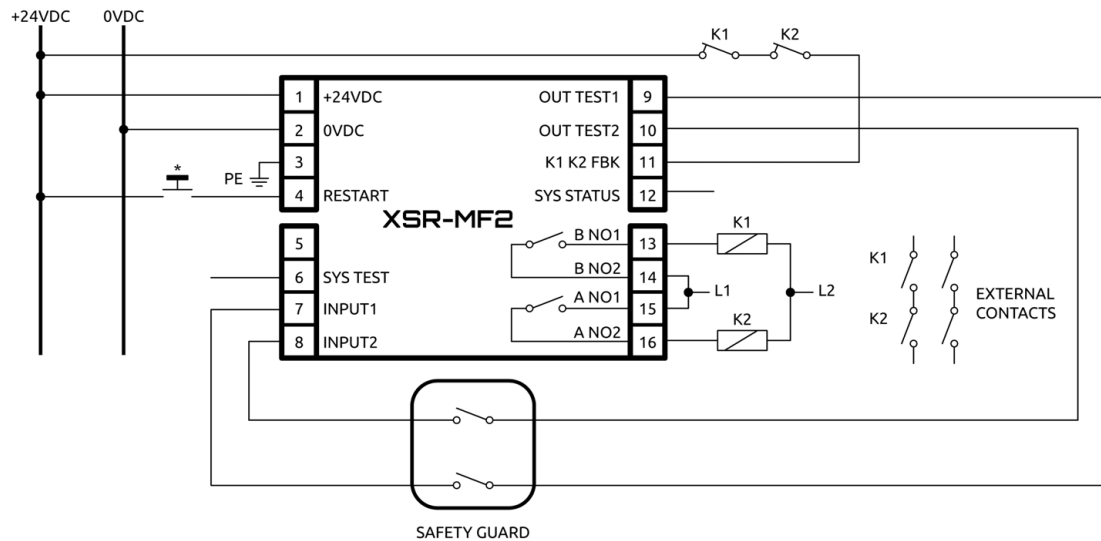 +24VDC 0VDC
K1 K2
1 +24VDC OUT TEST1 9
2 0VDC OUT TEST2 10
3 K1 K2 FBK 11
PE
*
4 RESTART SYS STATUS 12
XSR-MF2
5 B NO1 13 K1
6 SYS TEST B NO2 14
7 INPUT1 A NO1 15
L1 L2
8 INPUT2 A NO2 16 K2
K1
K2
EXTERNAL
CONTACTS
SAFETY GUARD